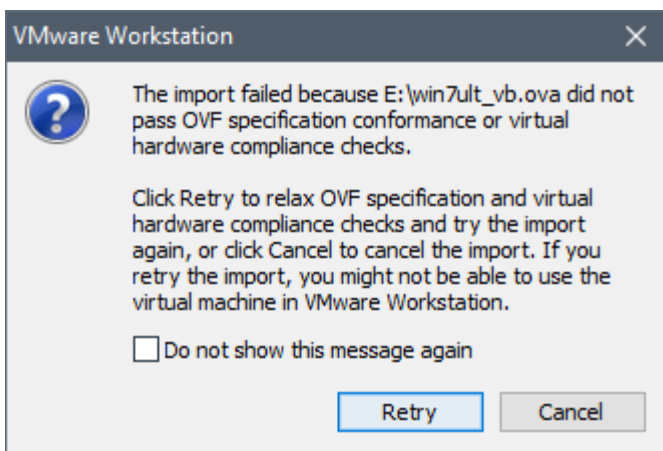 VMware Workstation
The import failed because E:\win7ult_vb.ova did not
pass OVF specification conformance or virtual
hardware compliance checks.
Click Retry to relax OVF specification and virtual
hardware compliance checks and try the import
again, or click Cancel to cancel the import. If you
retry the import, you might not be able to use the
virtual machine in VMware Workstation.
Do not show this message again
Retry
Cancel